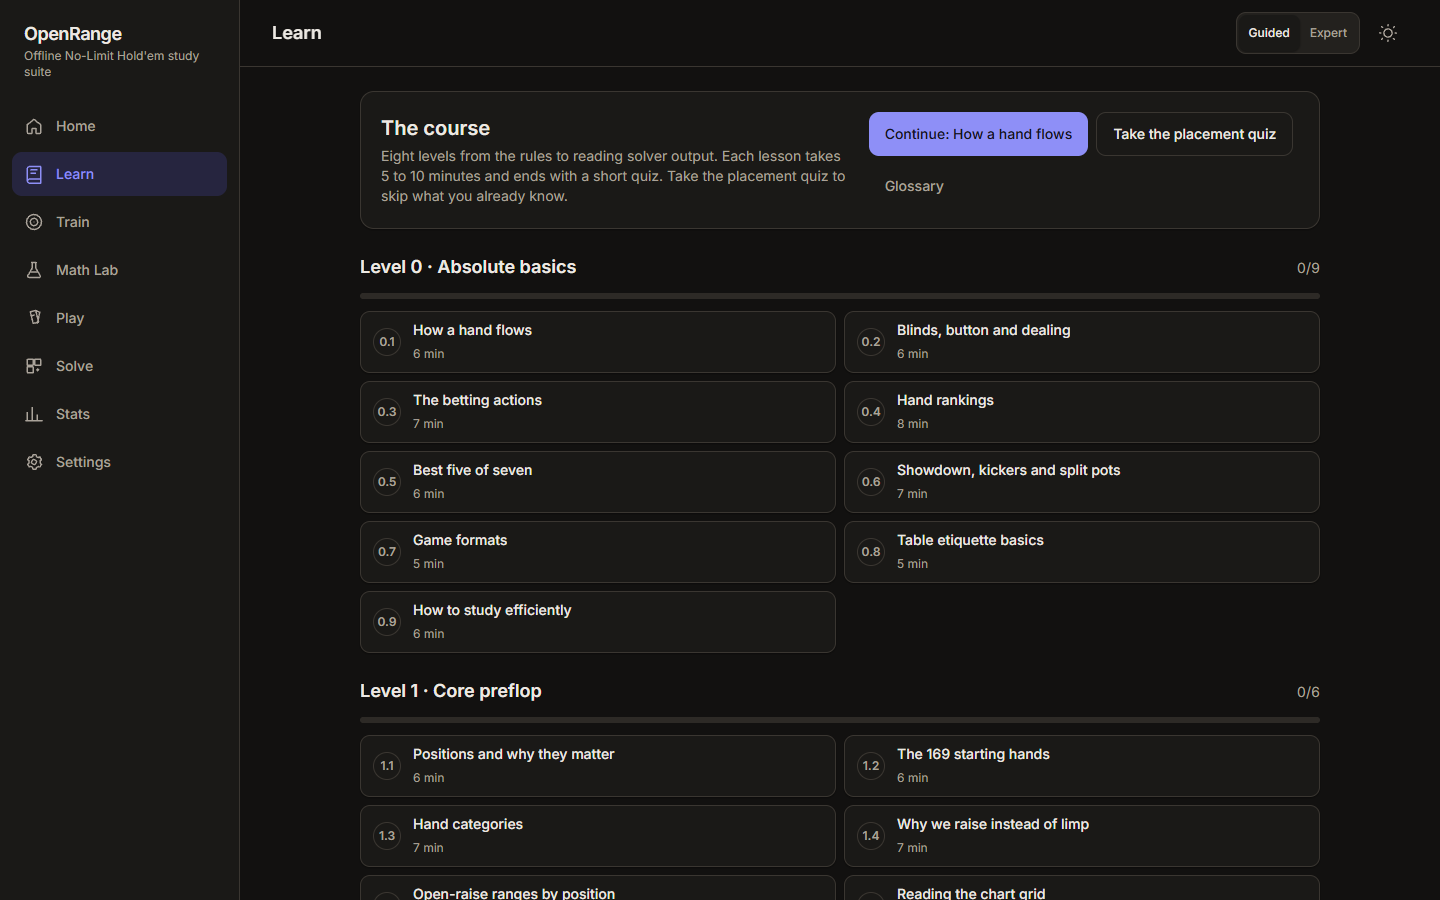 OpenRange
Offline No-Limit Hold'em study
suite
Home
Learn
Train
Math Lab
Play
Solve
Stats
Settings
Learn
Guided
Expert
The course
Eight levels from the rules to reading solver output. Each lesson takes
5 to 10 minutes and ends with a short quiz. Take the placement quiz to
skip what you already know.
Continue: How a hand flows
Take the placement quiz
Glossary
Level 0 · Absolute basics
0/9
0.1
How a hand flows
6 min
0.2
Blinds, button and dealing
6 min
0.3
The betting actions
7 min
0.4
Hand rankings
8 min
0.5
Best five of seven
6 min
0.6
Showdown, kickers and split pots
7 min
0.7
Game formats
5 min
0.8
Table etiquette basics
5 min
0.9
How to study efficiently
6 min
Level 1 · Core preflop
0/6
1.1
Positions and why they matter
6 min
1.2
The 169 starting hands
6 min
1.3
Hand categories
7 min
1.4
Why we raise instead of limp
7 min
Open-raise ranges by position
Reading the chart grid